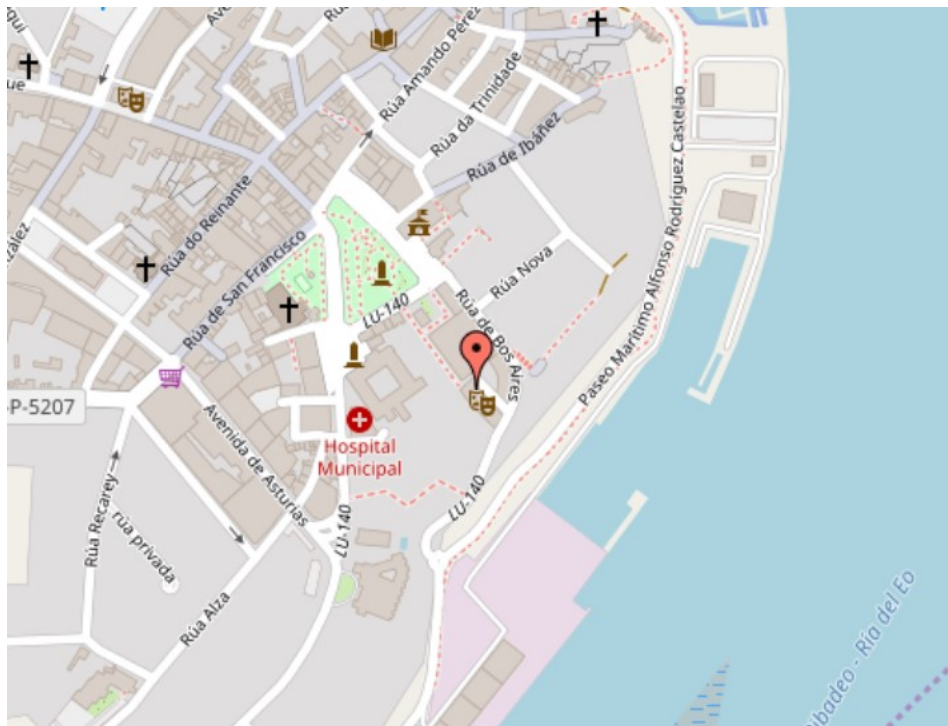 Rúa Amando Pérez
Rúa da Trinidade
Rúa de Ibáñez
Paseo Marítimo Alfonso Rodríguez Castelao
Rúa do Reinante
Rúa de San Francisco
Rúa Nova
LU-140
Rúa de Bos Aires
-P-5207
Hospital
Municipal
Avenida de Asturias
LU-140
LU-140
Rúa Recarey
rúa privada
Rúa Alza
Ría del Eo